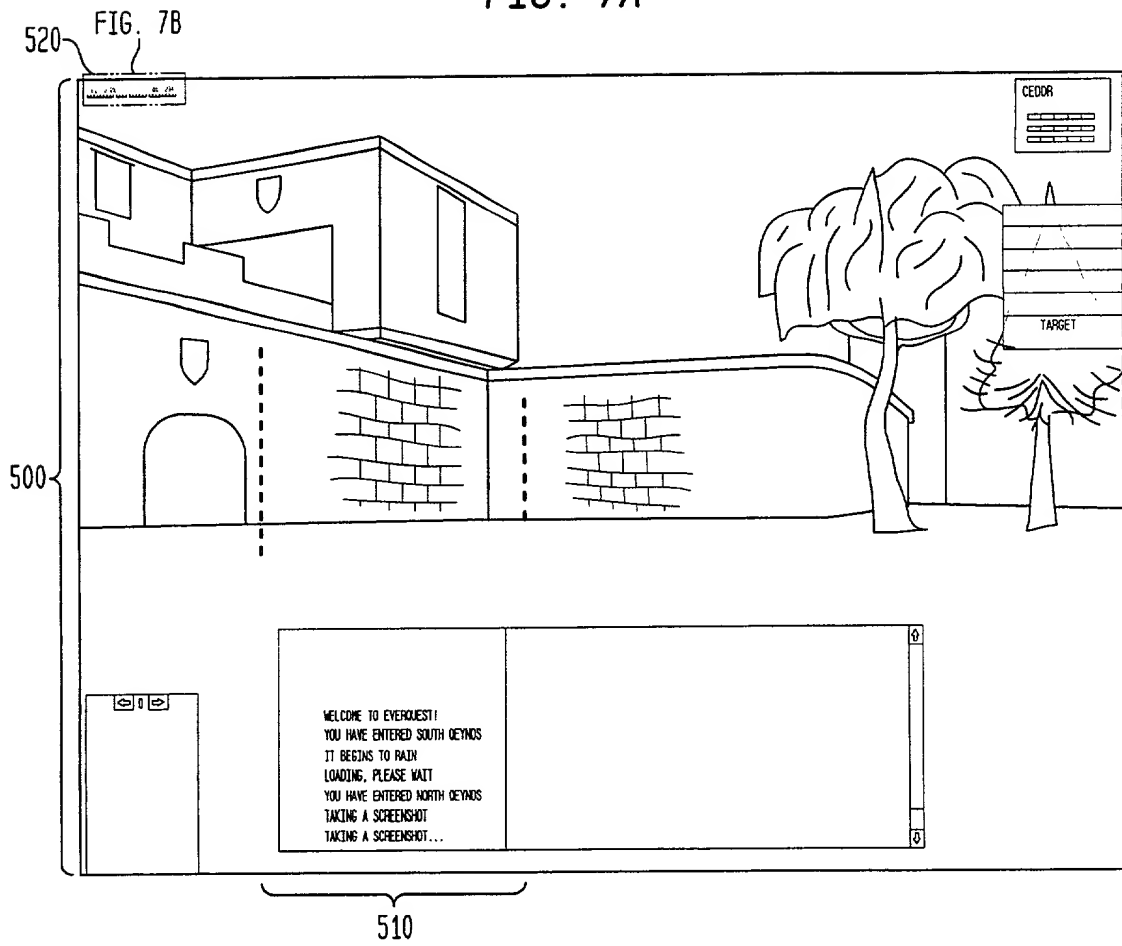 FIG. 7A
FIG. 7B
520
CEDDR
TARGET
500
WELCOME TO EVERQUEST!
YOU HAVE ENTERED SOUTH QEYNOS
IT BEGINS TO RAIN
LOADING, PLEASE WAIT
YOU HAVE ENTERED NORTH QEYNOS
TAKING A SCREENSHOT
TAKING A SCREENSHOT...
510